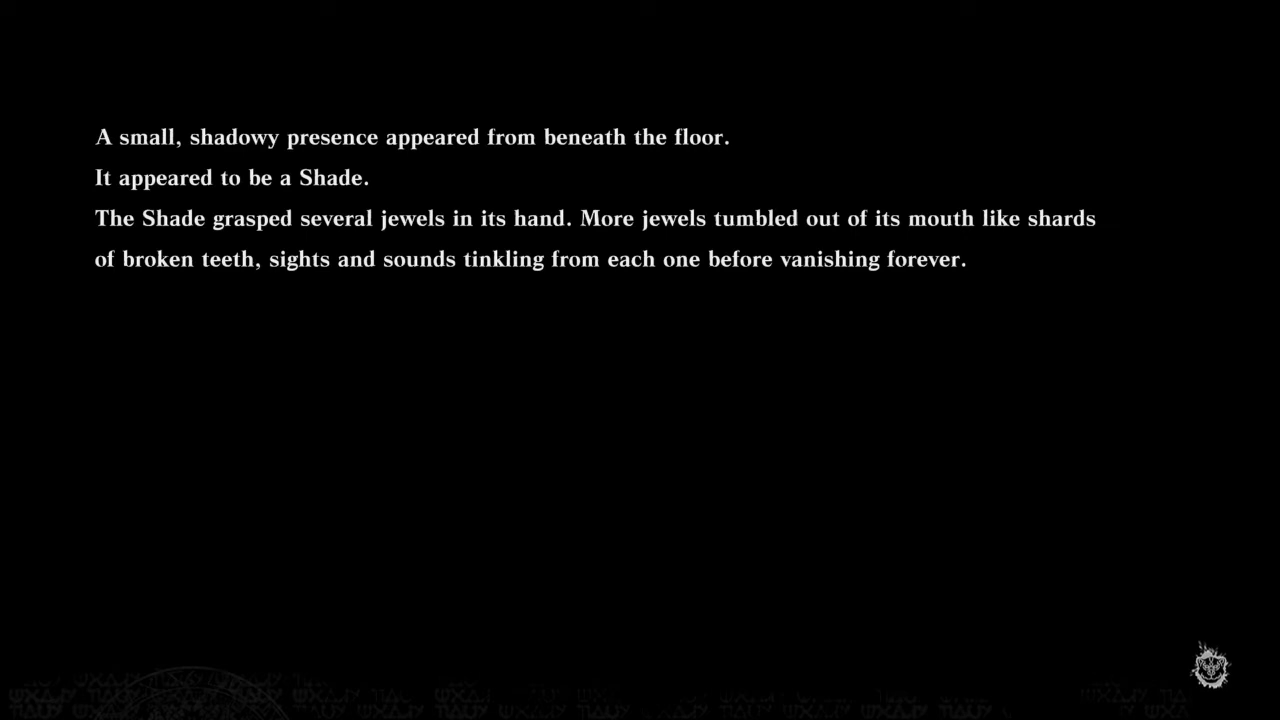 A small, shadowy presence appeared from beneath the floor.
It appeared to be a Shade.
The Shade grasped several jewels in its hand. More jewels tumbled out of its mouth like shards
of broken teeth, sights and sounds tinkling from each one before vanishing forever.